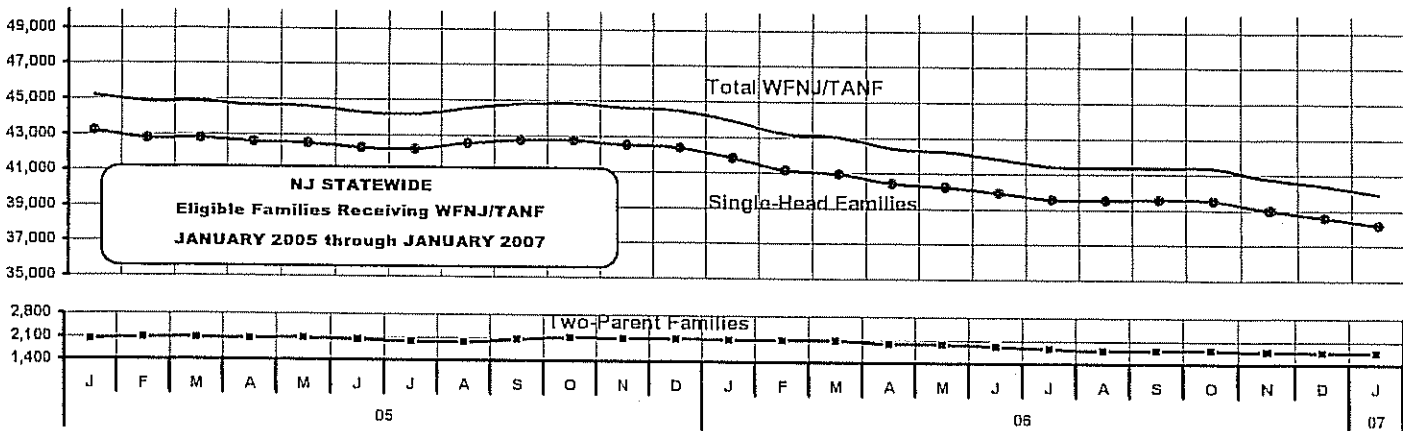 49,000
47,000
45,000
43,000
41,000
39,000
37,000
35,000
Total WFNJ/TANF
Single-Head Families
NJ STATEWIDE
Eligible Families Receiving WFNJ/TANF
JANUARY 2005 through JANUARY 2007
2,800
2,100
1,400
Two-Parent Families
J F M A M J J A S O N D J F M A M J J A S O N D J
05 06 07